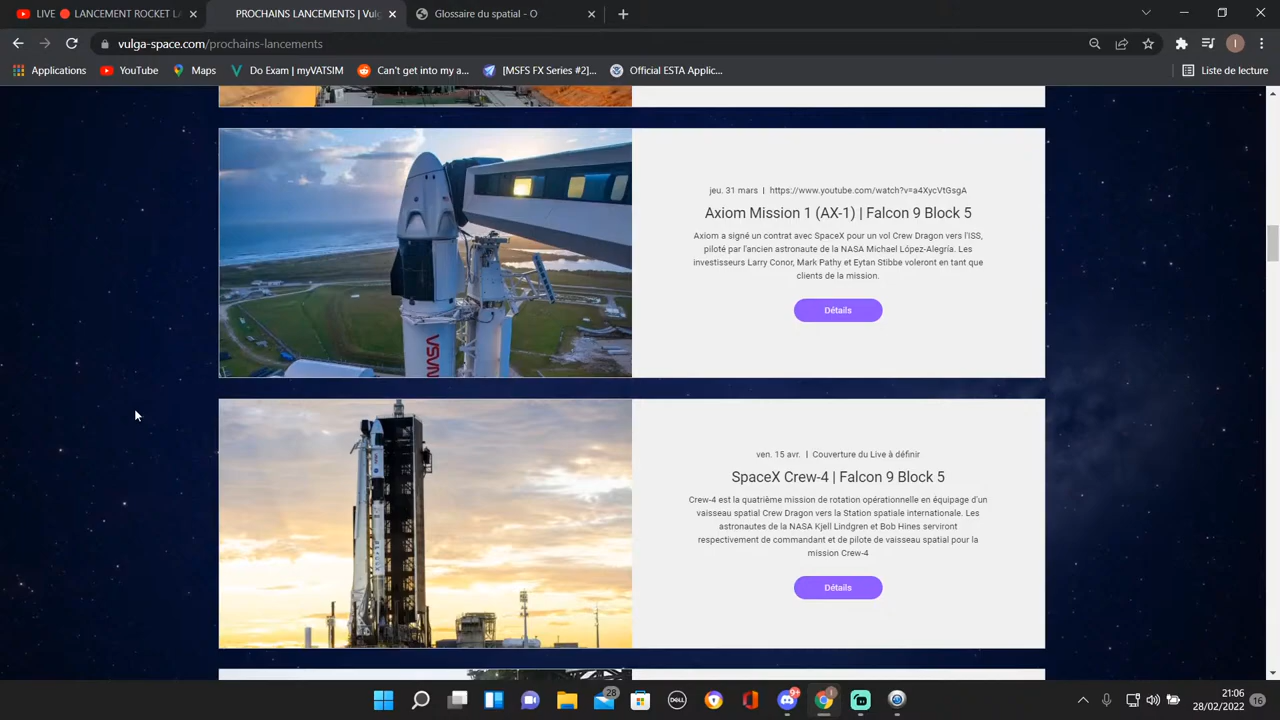 LIVE 🔴 LANCEMENT ROCKET L
PROCHAINS LANCEMENTS | Vulg
Glossaire du spatial - O
vulga-space.com/prochains-lancements
Applications
YouTube
Maps
Do Exam | myVATSIM
Can't get into my a...
[MSFS FX Series #2]...
Official ESTA Applic...
Liste de lecture
jeu. 31 mars | https://www.youtube.com/watch?v=a4XycVtGsgA
Axiom Mission 1 (AX-1) | Falcon 9 Block 5
Axiom a signé un contrat avec SpaceX pour un vol Crew Dragon vers l'ISS,
piloté par l'ancien astronaute de la NASA Michael López-Alegría. Les
investisseurs Larry Conor, Mark Pathy et Eytan Stibbe voleront en tant que
clients de la mission.
Détails
ven. 15 avr. | Couverture du Live à définir
SpaceX Crew-4 | Falcon 9 Block 5
Crew-4 est la quatrième mission de rotation opérationnelle en équipage d'un
vaisseau spatial Crew Dragon vers la Station spatiale internationale. Les
astronautes de la NASA Kjell Lindgren et Bob Hines serviront
respectivement de commandant et de pilote de vaisseau spatial pour la
mission Crew-4
Détails
28
DELL
9+
21:06
28/02/2022
16